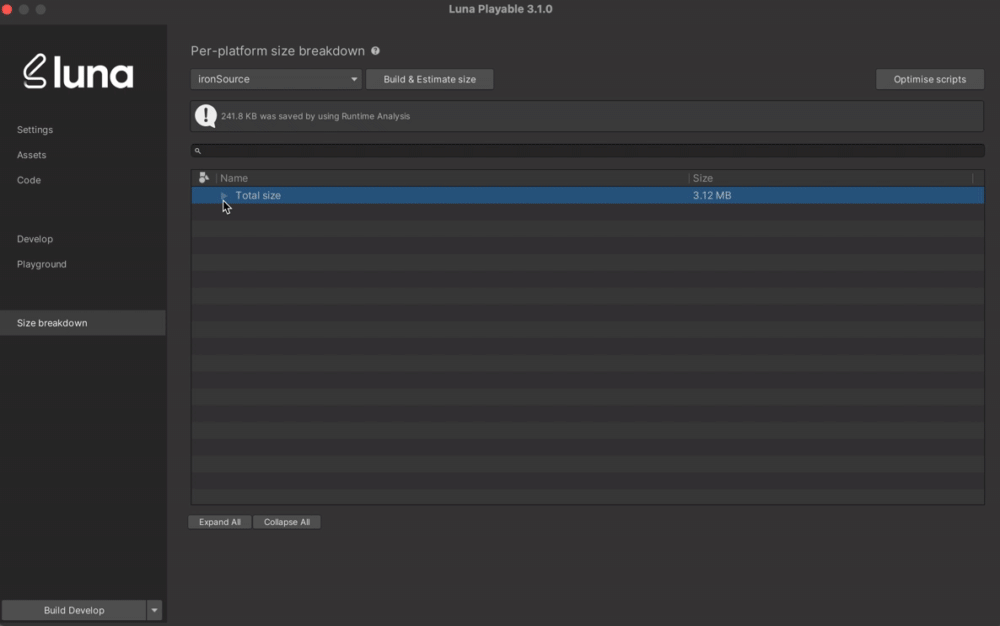 Luna Playable 3.1.0
luna
Settings
Assets
Code
Develop
Playground
Size breakdown
Build Develop
Per-platform size breakdown ?
ironSource
Build & Estimate size
Optimise scripts
! 241.8 KB was saved by using Runtime Analysis
Name Size
Total size 3.12 MB
Expand All Collapse All